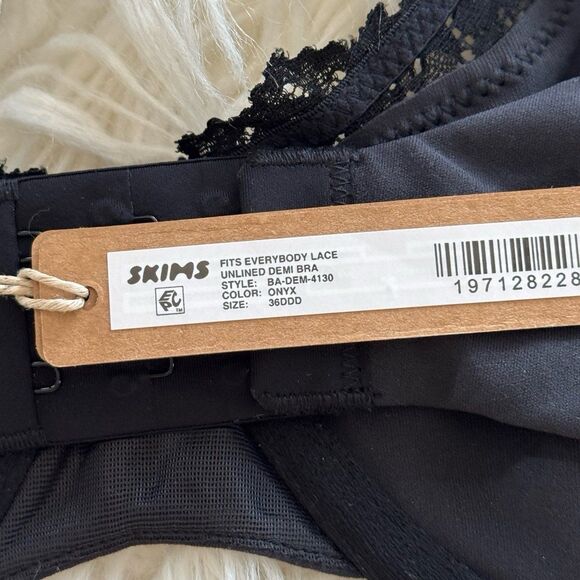 SKIMS
FITS EVERYBODY LACE
UNLINED DEMI BRA
STYLE: BA-DEM-4130
COLOR: ONYX
SIZE: 36DDD
197128228